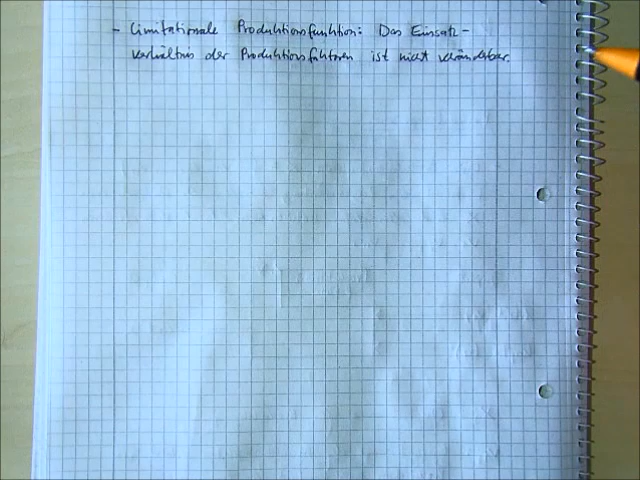 - Limitationale Produktionsfunktion: Das Einsatz-
verhältnis der Produktionsfaktoren ist nicht veränderbar.